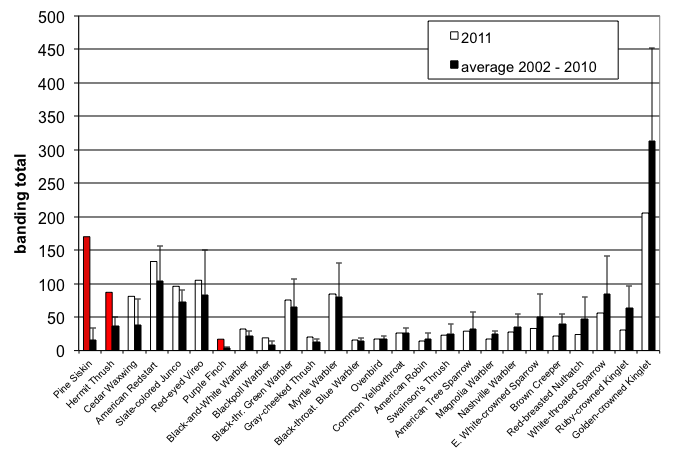 500
450
400
350
300
250
200
150
100
50
0
banding total
2011
average 2002 - 2010
Pine Siskin
Hermit Thrush
Cedar Waxwing
American Redstart
Slate-colored Junco
Red-eyed Vireo
Purple Finch
Black-and-White Warbler
Blackpoll Warbler
Black-thr. Green Warbler
Gray-cheeked Thrush
Myrtle Warbler
Black-throat. Blue Warbler
Ovenbird
Common Yellowthroat
American Robin
Swainson's Thrush
American Tree Sparrow
Magnolia Warbler
Nashville Warbler
E. White-crowned Sparrow
Brown Creeper
Red-breasted Nuthatch
White-throated Sparrow
Ruby-crowned Kinglet
Golden-crowned Kinglet